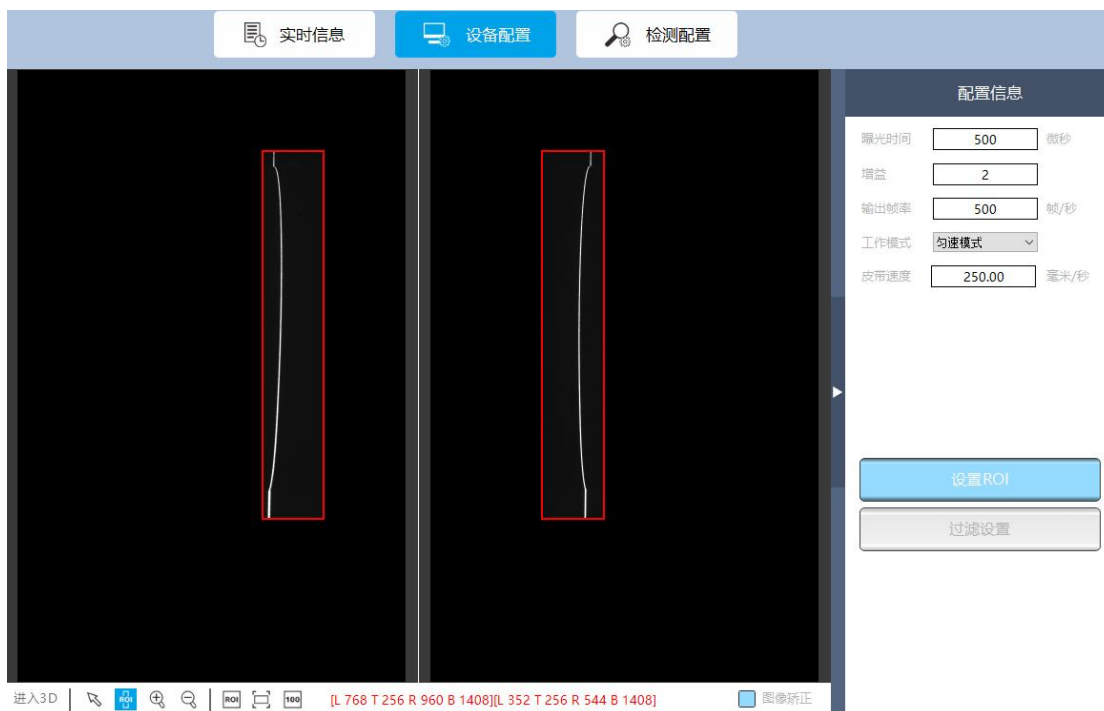 实时信息
设备配置
检测配置
配置信息
曝光时间 500 微秒
增益 2
输出帧率 500 帧/秒
工作模式 匀速模式
皮带速度 250.00 毫米/秒
设置ROI
过滤设置
进入3D ROI ROI 100 [L 768 T 256 R 960 B 1408][L 352 T 256 R 544 B 1408] 图像矫正